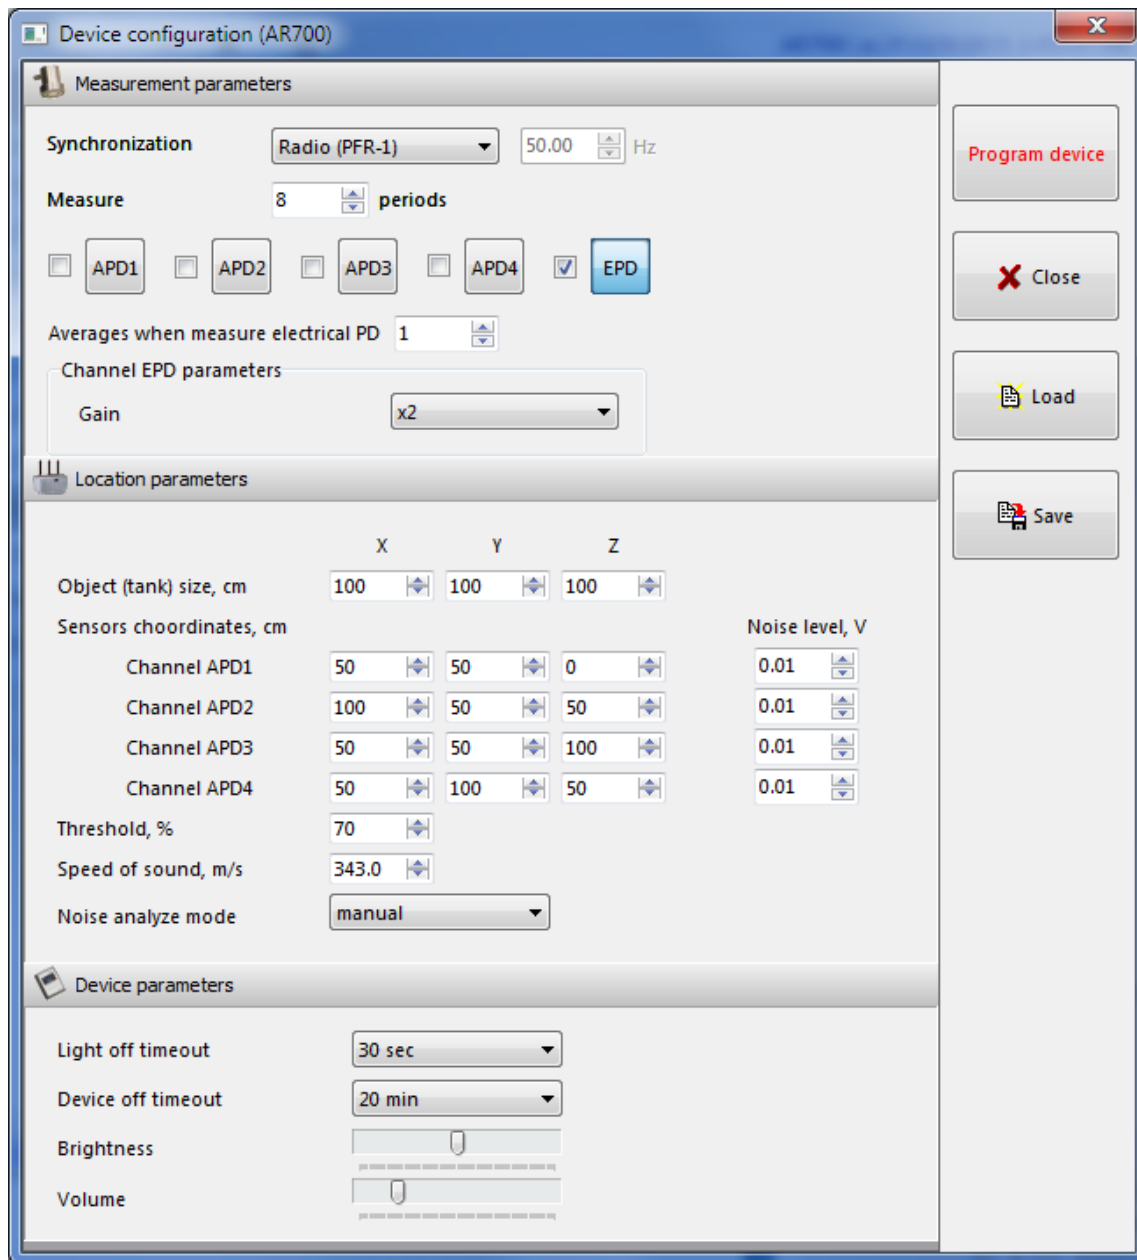 Device configuration (AR700)
Measurement parameters
Synchronization Radio (PFR-1) 50.00 Hz
Program device
Measure 8 periods
APD1 APD2 APD3 APD4 EPD
Close
Averages when measure electrical PD 1
Channel EPD parameters
Gain x2
Load
Location parameters
Save
X Y Z
Object (tank) size, cm 100 100 100
Sensors choordinates, cm Noise level, V
Channel APD1 50 50 0 0.01
Channel APD2 100 50 50 0.01
Channel APD3 50 50 100 0.01
Channel APD4 50 100 50 0.01
Threshold, % 70
Speed of sound, m/s 343.0
Noise analyze mode manual
Device parameters
Light off timeout 30 sec
Device off timeout 20 min
Brightness
Volume